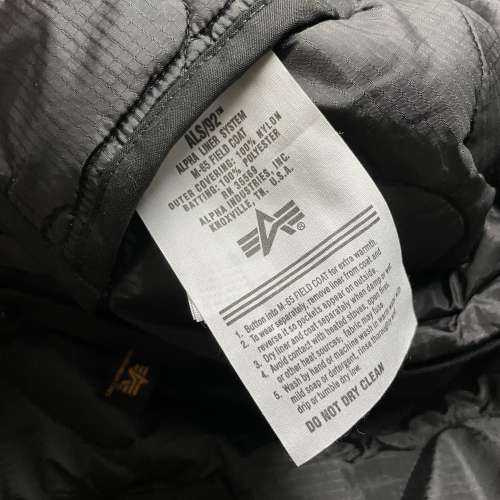 ALS/92™
ALPHA LINER SYSTEM
M-65 FIELD COAT
OUTER COVERING: 100% NYLON
BATTING: 100% POLYESTER
RN 35569
ALPHA INDUSTRIES, INC.
KNOXVILLE, TN. U.S.A.
®
1. Button into M-65 FIELD COAT for extra warmth.
2. To wear separately, remove liner from coat and
reverse it so pockets appear on outside.
3. Dry liner and coat separately when damp or wet.
4. Avoid contact with heated stoves, open fires,
or other heat sources; fabric may fuse.
5. Wash by hand or machine wash in warm water with
mild soap or detergent, rinse thoroughly
drip or tumble dry low.
DO NOT DRY CLEAN